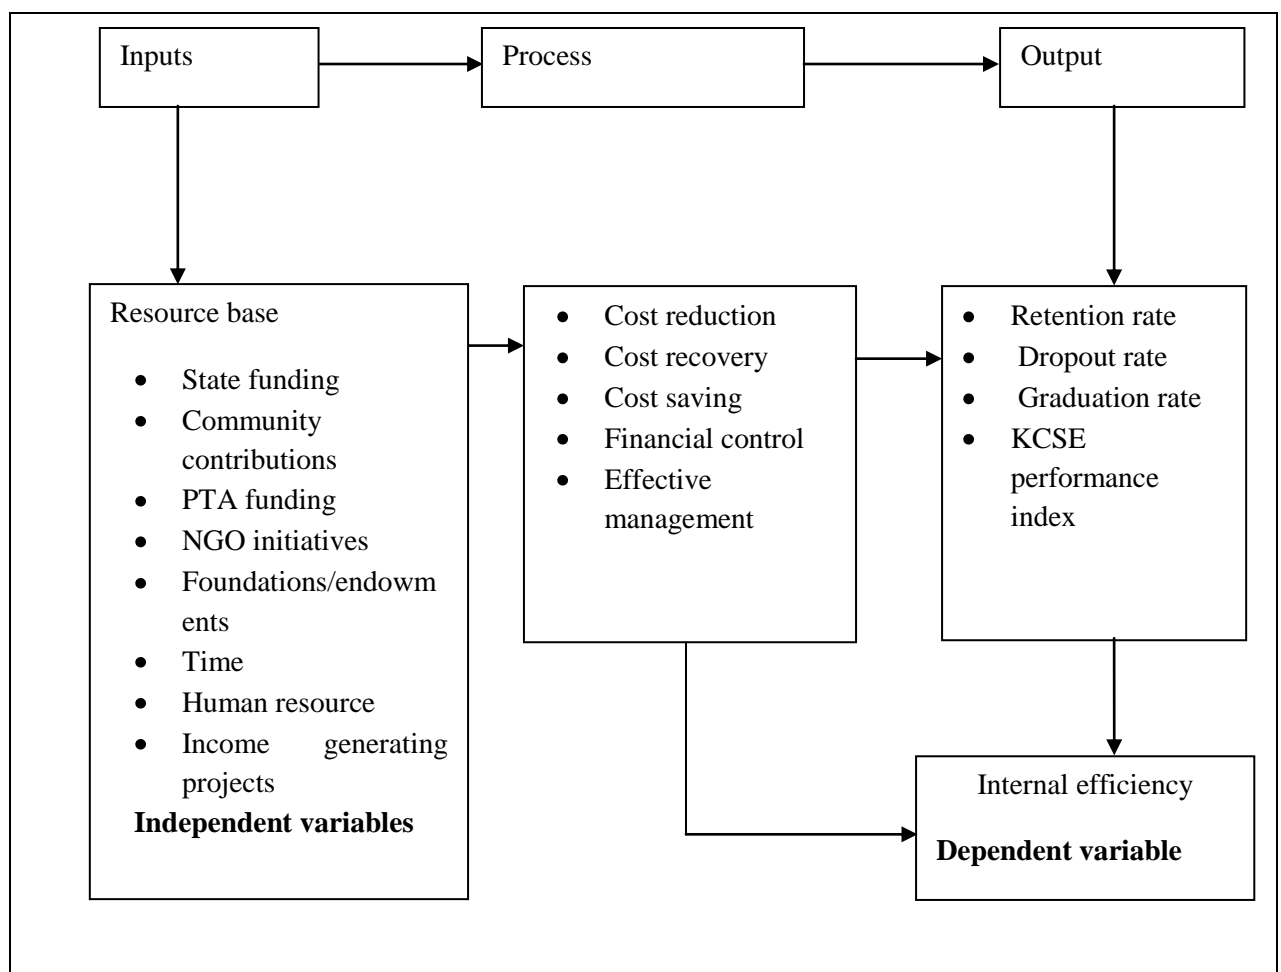 Inputs
Process
Output
Resource base
• State funding
• Community
contributions
• PTA funding
• NGO initiatives
• Foundations/endowm
ents
• Time
• Human resource
• Income generating
projects
Independent variables
• Cost reduction
• Cost recovery
• Cost saving
• Financial control
• Effective
management
• Retention rate
• Dropout rate
• Graduation rate
• KCSE
performance
index
Internal efficiency
Dependent variable